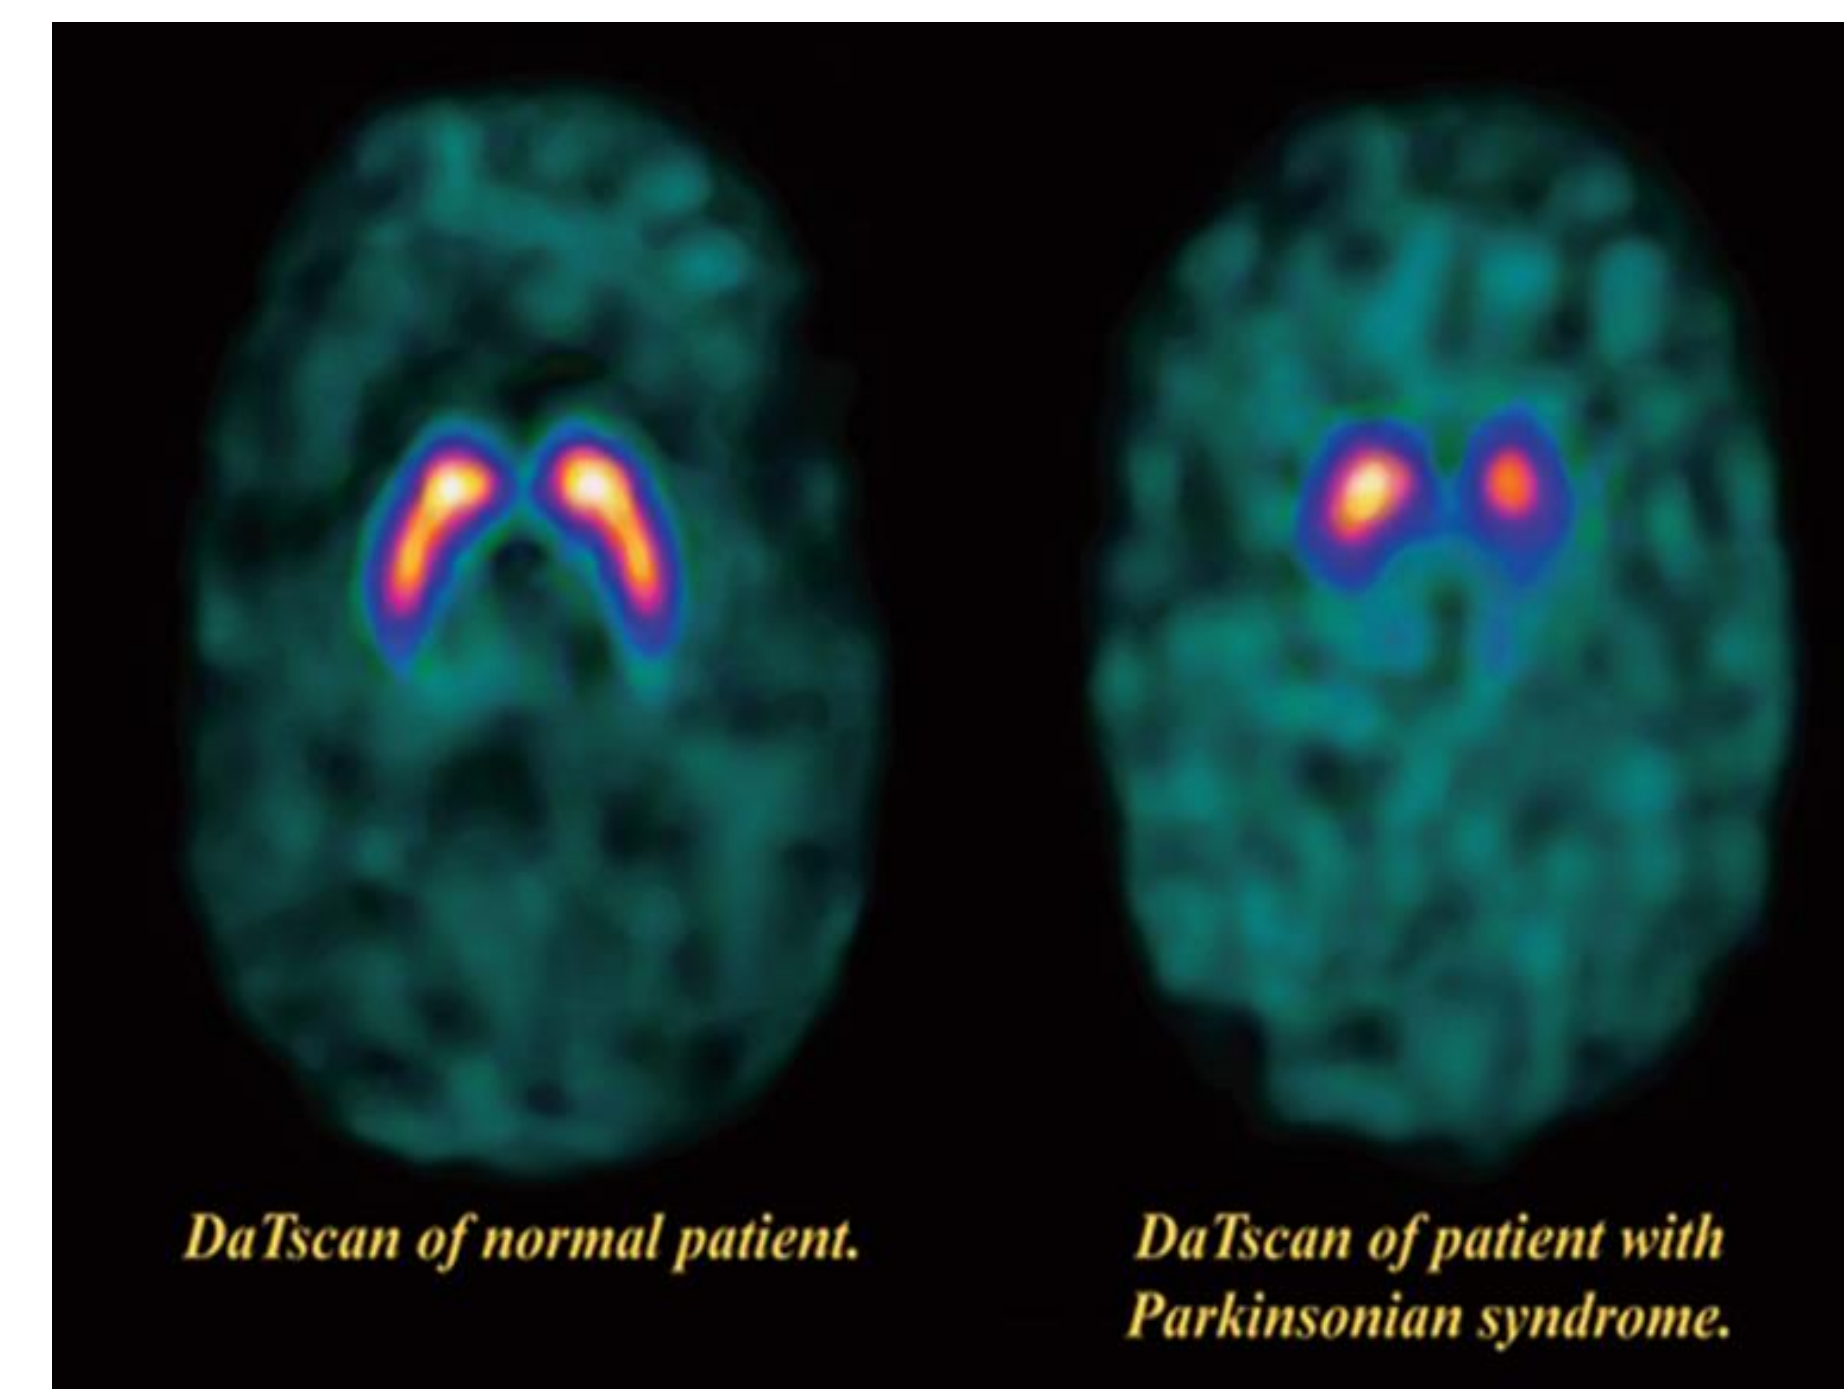 DaTscan of normal patient.
DaTscan of patient with
Parkinsonian syndrome.